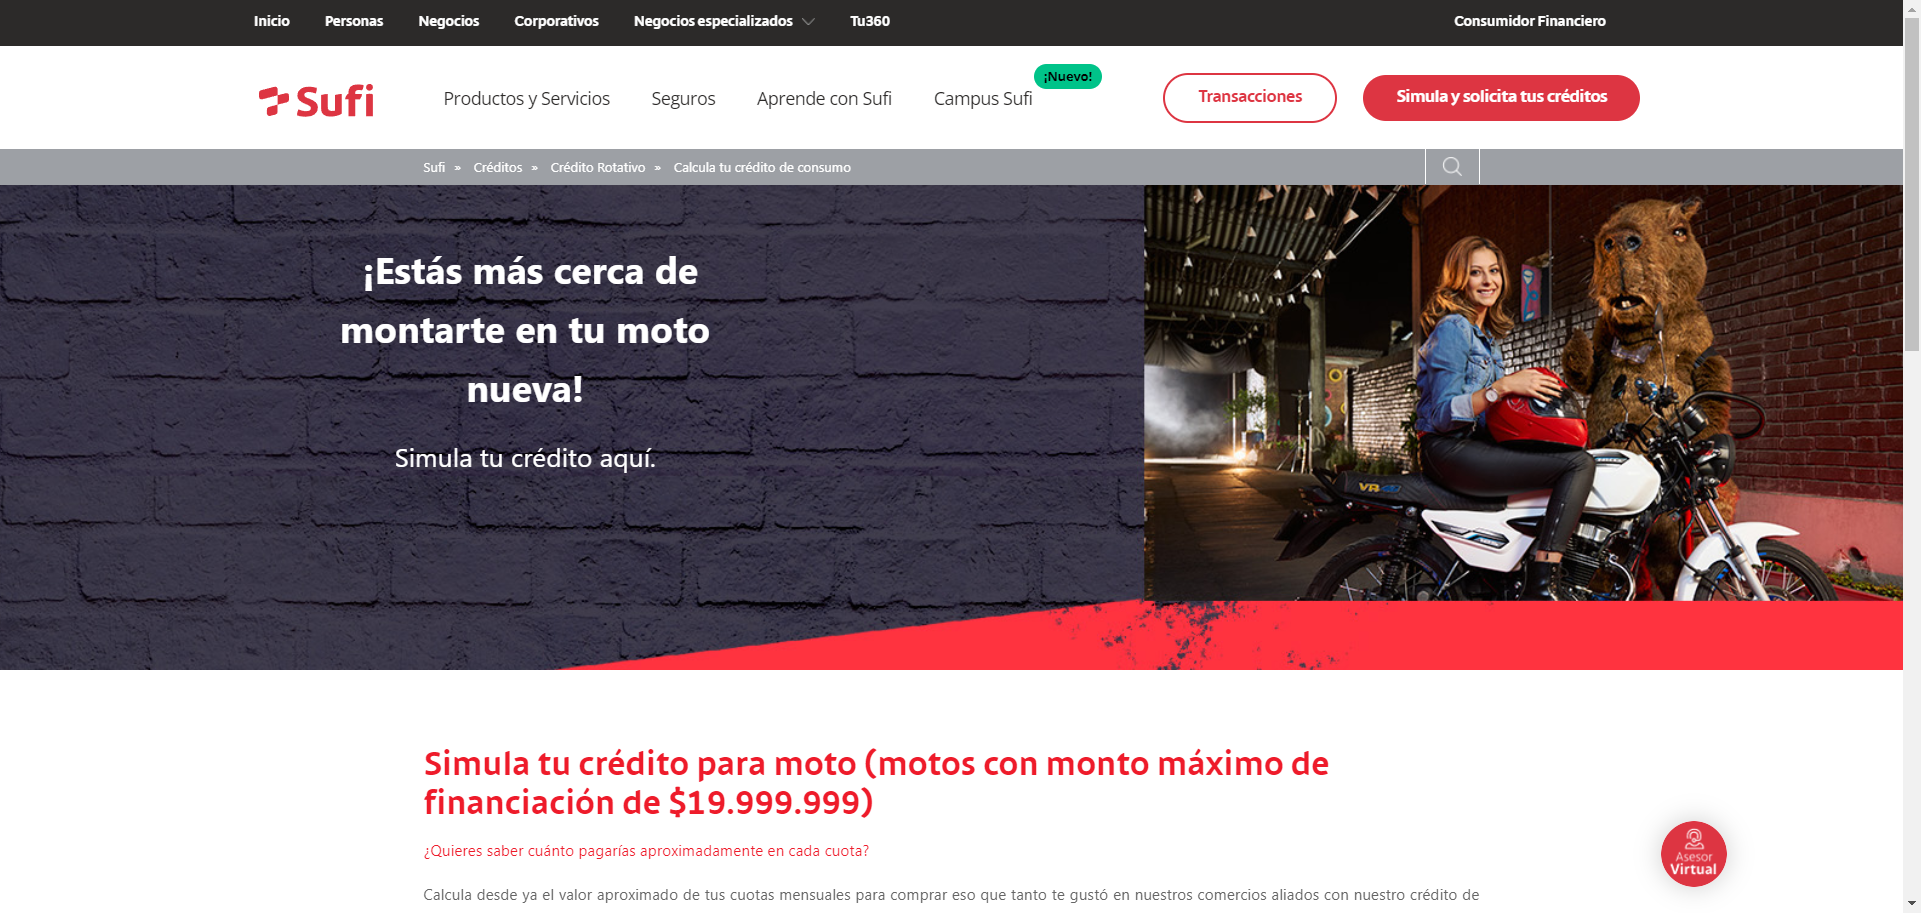 Inicio Personas Negocios Corporativos Negocios especializados Tu360 Consumidor Financiero
¡Nuevo!
Sufi Productos y Servicios Seguros Aprende con Sufi Campus Sufi Transacciones Simula y solicita tus créditos
Sufi » Créditos » Crédito Rotativo » Calcula tu crédito de consumo
¡Estás más cerca de
montarte en tu moto
nueva!
Simula tu crédito aquí.
Simula tu crédito para moto (motos con monto máximo de
financiación de $19.999.999)
¿Quieres saber cuánto pagarías aproximadamente en cada cuota?
Asesor
Virtual
Calcula desde ya el valor aproximado de tus cuotas mensuales para comprar eso que tanto te gustó en nuestros comercios aliados con nuestro crédito de